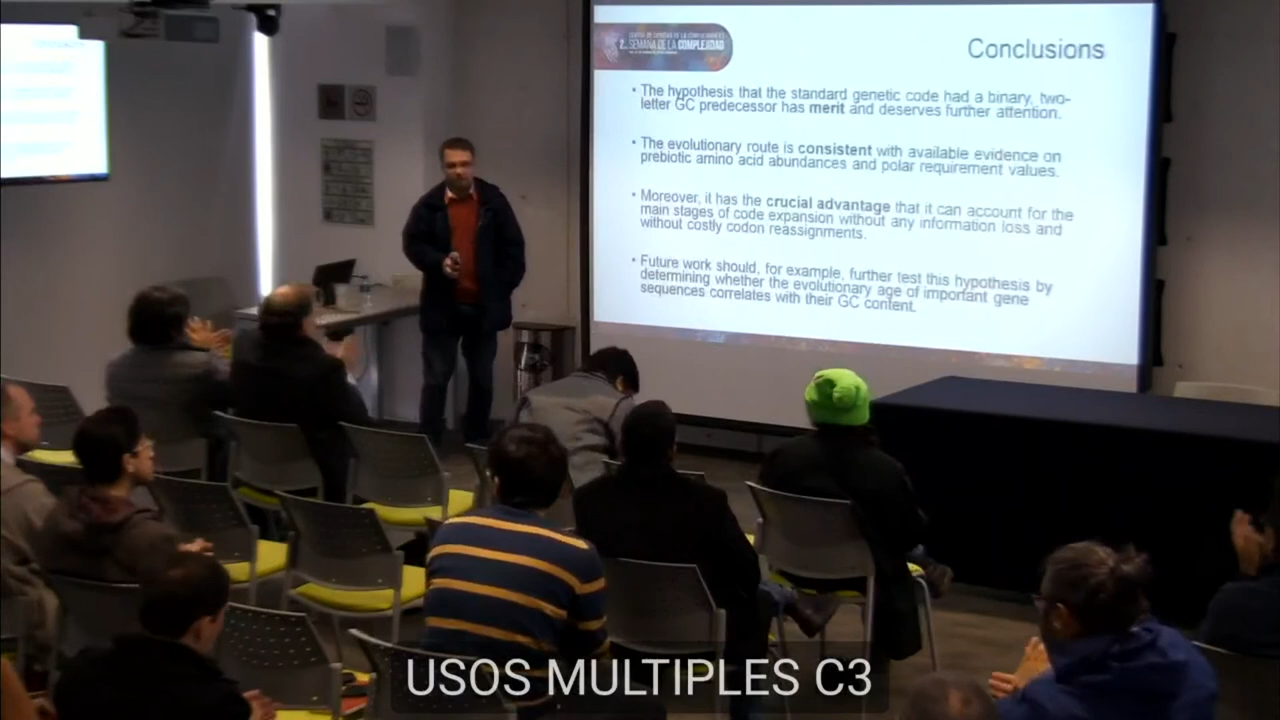 2. SEMANA DE LA COMPLEJIDAD
Conclusions
• The hypothesis that the standard genetic code had a binary, two-
letter GC predecessor has merit and deserves further attention.
• The evolutionary route is consistent with available evidence on
prebiotic amino acid abundances and polar requirement values.
• Moreover, it has the crucial advantage that it can account for the
main stages of code expansion without any information loss and
without costly codon reassignments.
• Future work should, for example, further test this hypothesis by
determining whether the evolutionary age of important gene
sequences correlates with their GC content.
USOS MULTIPLES C3